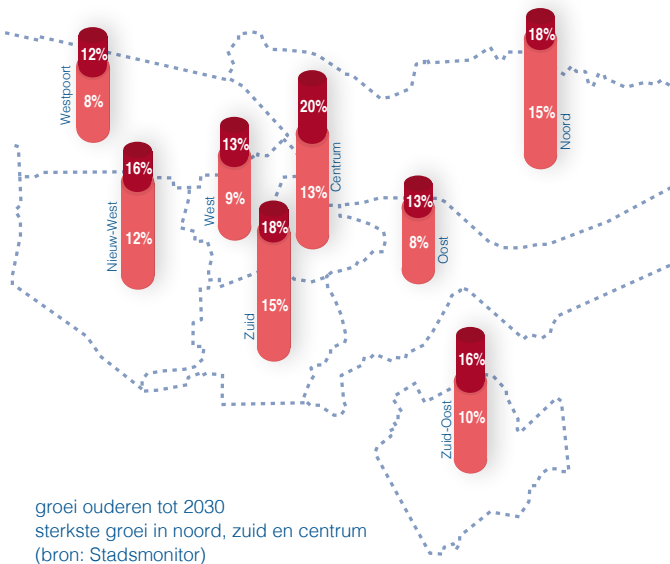 12%
8%
Westpoort
18%
15%
Noord
20%
13%
Centrum
13%
9%
West
16%
12%
Nieuw-West
18%
15%
Zuid
13%
8%
Oost
16%
10%
Zuid-Oost
groei ouderen tot 2030
sterkste groei in noord, zuid en centrum
(bron: Stadsmonitor)